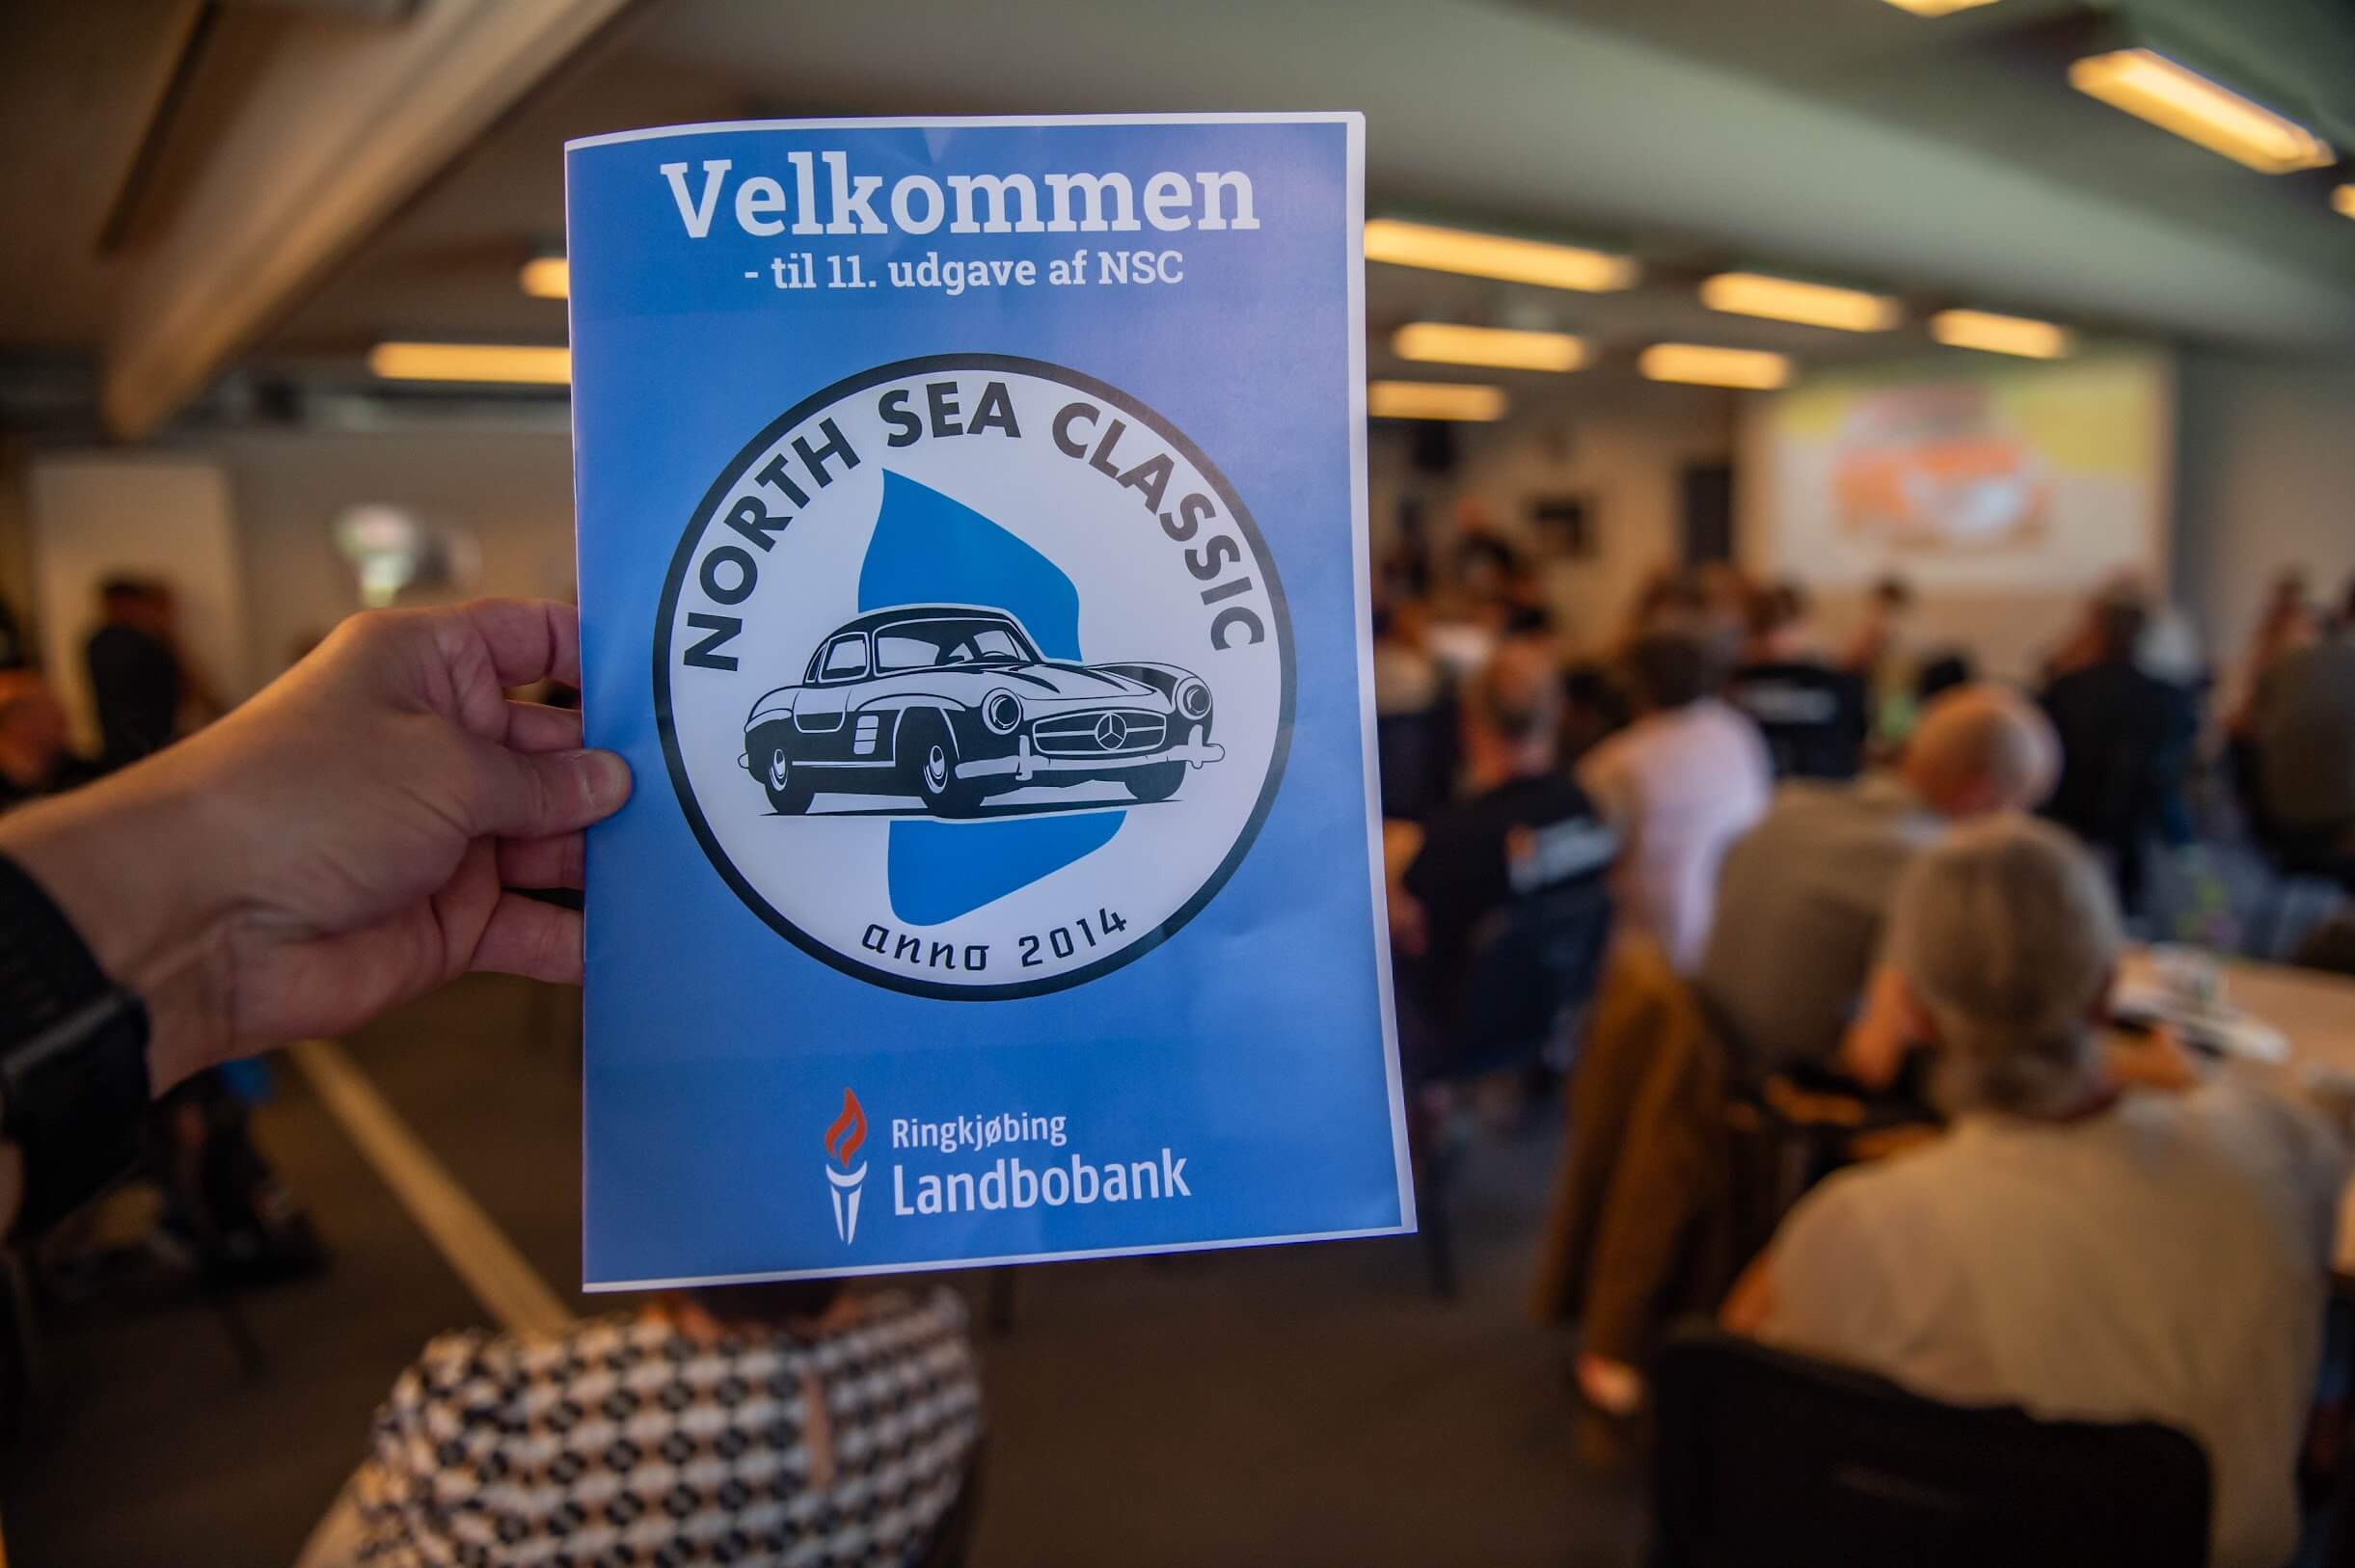 Velkommen
- til 11. udgave af NSC
NORTH SEA CLASSIC
anno 2014
Ringkjøbing
Landbobank